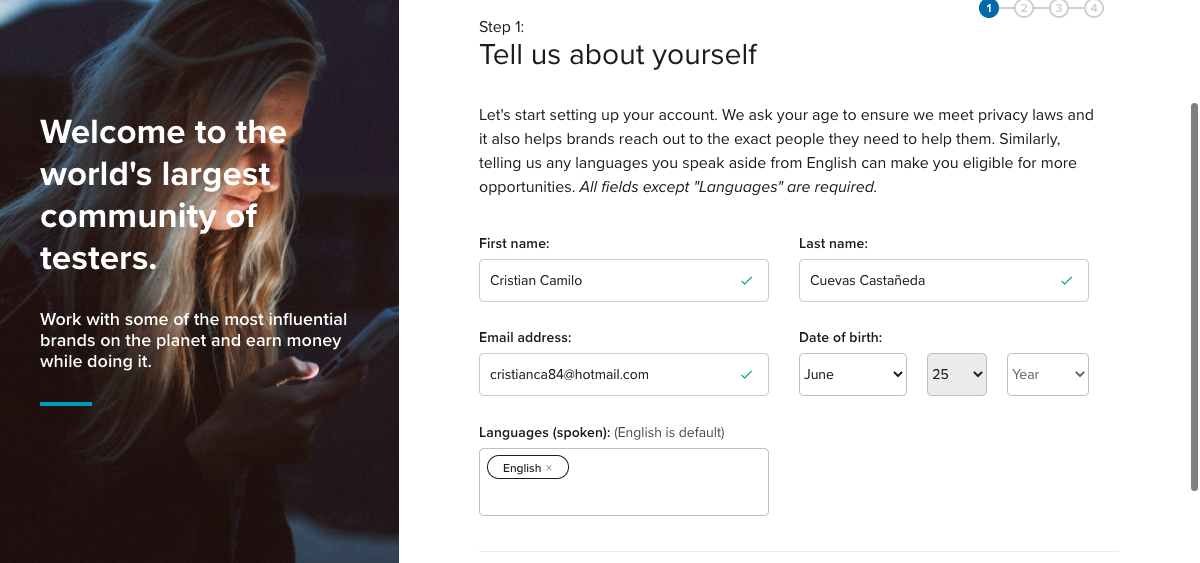 Welcome to the
world's largest
community of
testers.
Work with some of the most influential
brands on the planet and earn money
while doing it.
1 2 3 4
Step 1:
Tell us about yourself
Let's start setting up your account. We ask your age to ensure we meet privacy laws and
it also helps brands reach out to the exact people they need to help them. Similarly,
telling us any languages you speak aside from English can make you eligible for more
opportunities. All fields except "Languages" are required.
First name: Last name:
Cristian Camilo Cuevas Castañeda
Email address: Date of birth:
cristianca84@hotmail.com June 25 Year
Languages (spoken): (English is default)
English ×